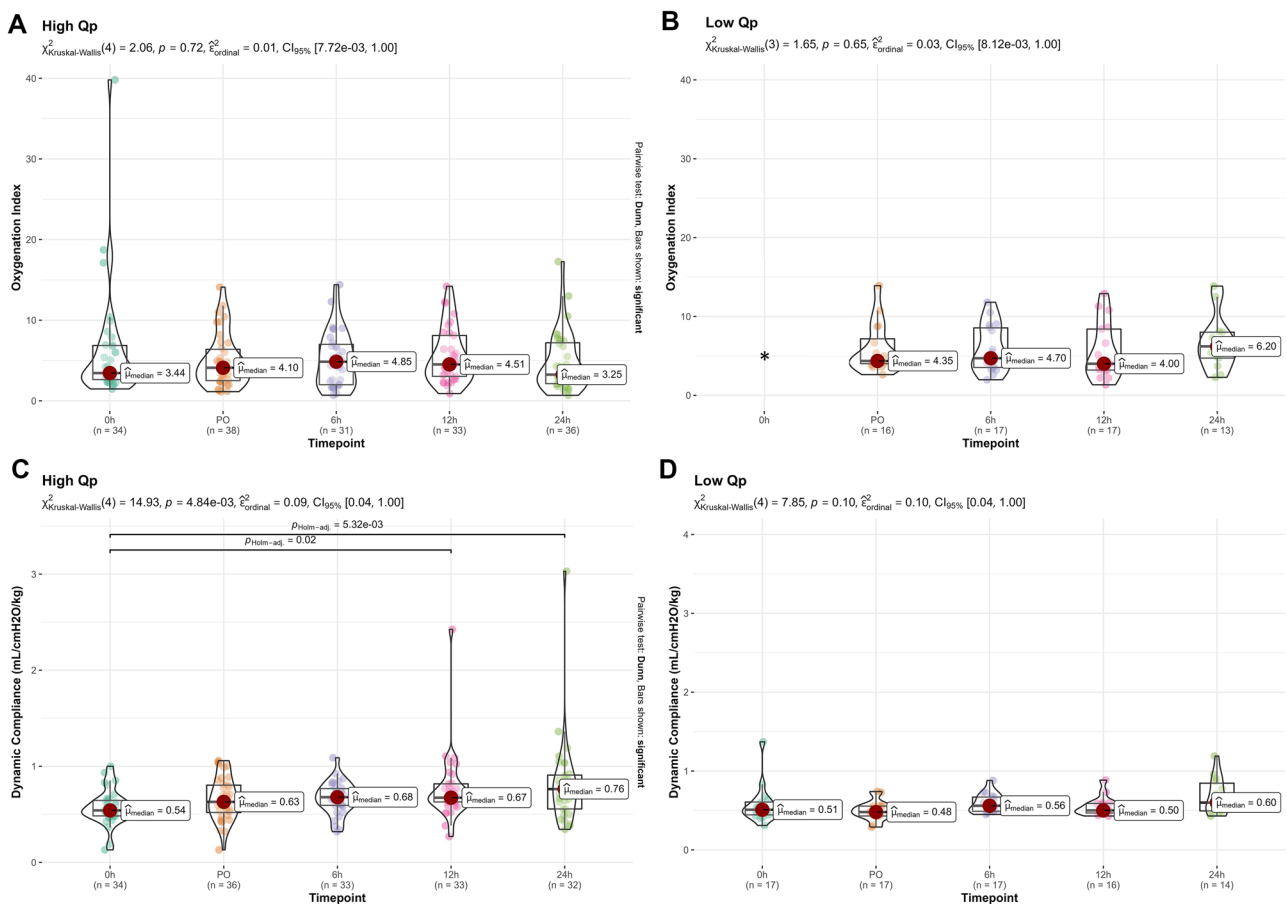 A
High Qp
χ²Kruskal-Wallis(4) = 2.06, p = 0.72, ε̂²ordinal = 0.01, CI95% [7.72e-03, 1.00]
Oxygenation Index
40
30
20
10
0
μ̂median = 3.44
μ̂median = 4.10
μ̂median = 4.85
μ̂median = 4.51
μ̂median = 3.25
0h
(n = 34)
PO
(n = 38)
6h
(n = 31)
12h
(n = 33)
24h
(n = 36)
Timepoint
Pairwise test: Dunn, Bars shown: significant
B
Low Qp
χ²Kruskal-Wallis(3) = 1.65, p = 0.65, ε̂²ordinal = 0.03, CI95% [8.12e-03, 1.00]
Oxygenation Index
40
30
20
10
0
*
μ̂median = 4.35
μ̂median = 4.70
μ̂median = 4.00
μ̂median = 6.20
0h
PO
(n = 16)
6h
(n = 17)
12h
(n = 17)
24h
(n = 13)
Timepoint
C
High Qp
χ²Kruskal-Wallis(4) = 14.93, p = 4.84e-03, ε̂²ordinal = 0.09, CI95% [0.04, 1.00]
pHolm-adj. = 5.32e-03
pHolm-adj. = 0.02
Dynamic Compliance (mL/cmH2O/kg)
3
2
1
0
μ̂median = 0.54
μ̂median = 0.63
μ̂median = 0.68
μ̂median = 0.67
μ̂median = 0.76
0h
(n = 34)
PO
(n = 36)
6h
(n = 33)
12h
(n = 33)
24h
(n = 32)
Timepoint
Pairwise test: Dunn, Bars shown: significant
D
Low Qp
χ²Kruskal-Wallis(4) = 7.85, p = 0.10, ε̂²ordinal = 0.10, CI95% [0.04, 1.00]
Dynamic Compliance (mL/cmH2O/kg)
4
3
2
1
0
μ̂median = 0.51
μ̂median = 0.48
μ̂median = 0.56
μ̂median = 0.50
μ̂median = 0.60
0h
(n = 17)
PO
(n = 17)
6h
(n = 17)
12h
(n = 16)
24h
(n = 14)
Timepoint